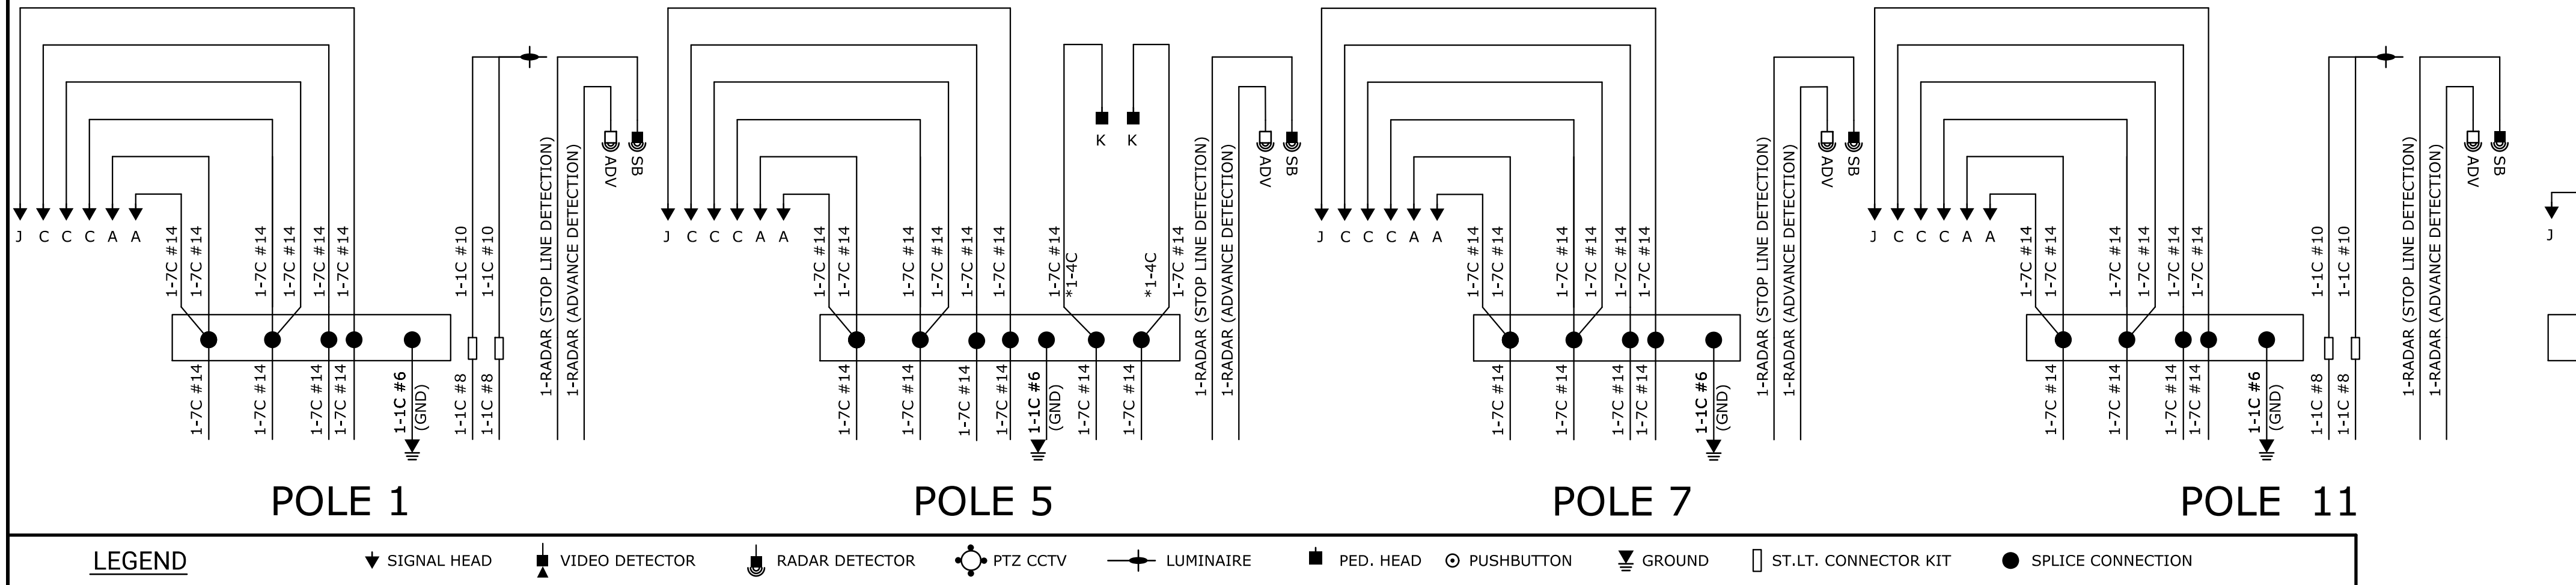 J C C C A A
1-7C #14
1-7C #14
1-7C #14
1-7C #14
1-7C #14
1-7C #14
1-1C #10
1-1C #10
1-RADAR (STOP LINE DETECTION)
1-RADAR (ADVANCE DETECTION)
ADV
SB
1-7C #14
1-7C #14
1-7C #14
1-7C #14
1-1C #6
(GND)
1-1C #8
1-1C #8
POLE 1
J C C C A A
K K
1-7C #14
1-7C #14
1-7C #14
1-7C #14
1-7C #14
1-7C #14
1-7C #14
*1-4C
*1-4C
1-7C #14
1-RADAR (STOP LINE DETECTION)
1-RADAR (ADVANCE DETECTION)
ADV
SB
1-7C #14
1-7C #14
1-7C #14
1-7C #14
1-1C #6
(GND)
1-7C #14
1-7C #14
POLE 5
J C C C A A
1-7C #14
1-7C #14
1-7C #14
1-7C #14
1-7C #14
1-7C #14
1-RADAR (STOP LINE DETECTION)
1-RADAR (ADVANCE DETECTION)
ADV
SB
1-7C #14
1-7C #14
1-7C #14
1-7C #14
1-1C #6
(GND)
POLE 7
J C C C A A
1-7C #14
1-7C #14
1-7C #14
1-7C #14
1-7C #14
1-7C #14
1-1C #10
1-1C #10
1-RADAR (STOP LINE DETECTION)
1-RADAR (ADVANCE DETECTION)
ADV
SB
1-7C #14
1-7C #14
1-7C #14
1-7C #14
1-1C #6
(GND)
1-1C #8
1-1C #8
POLE 11
J
LEGEND SIGNAL HEAD VIDEO DETECTOR RADAR DETECTOR PTZ CCTV LUMINAIRE PED. HEAD PUSHBUTTON GROUND ST.LT. CONNECTOR KIT SPLICE CONNECTION